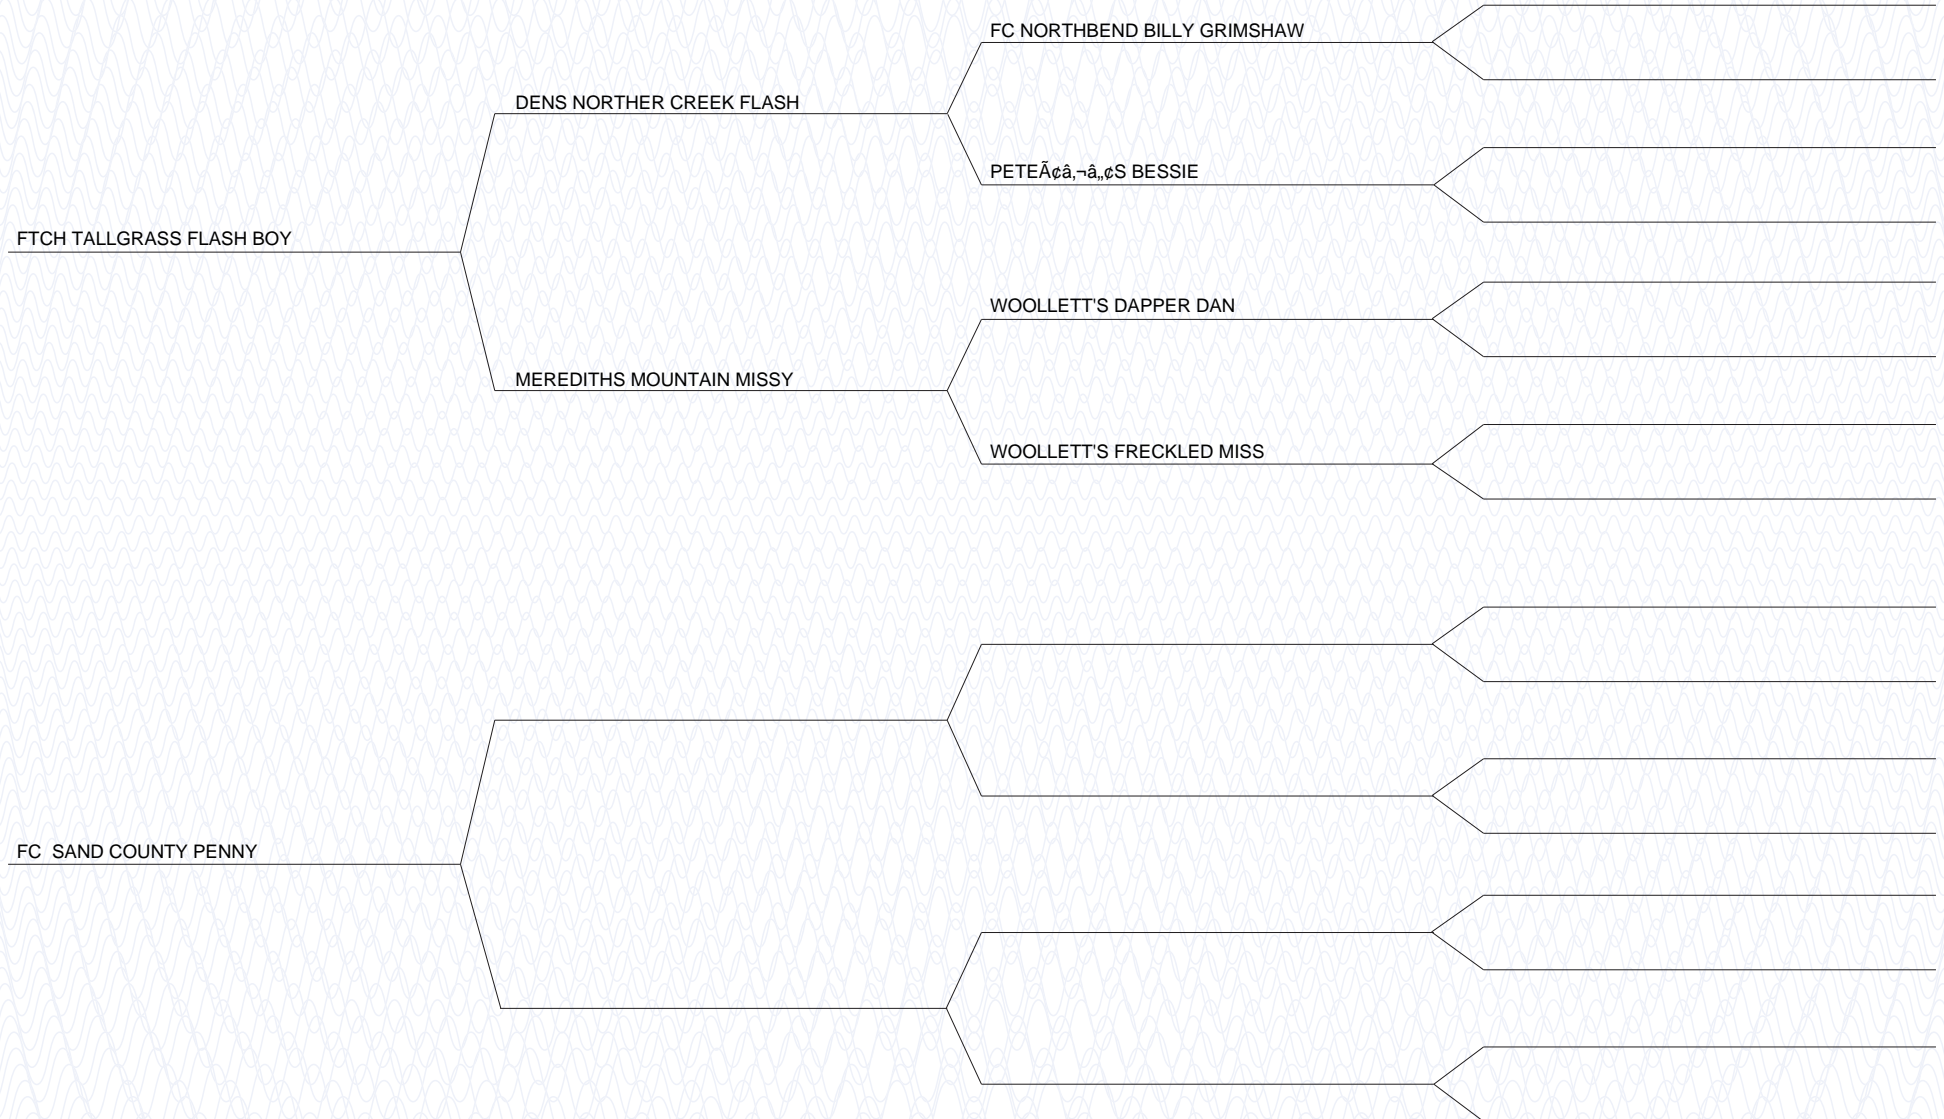 FC NORTHBEND BILLY GRIMSHAW
DENS NORTHER CREEK FLASH
PETEÃ¢â‚¬â„¢S BESSIE
FTCH TALLGRASS FLASH BOY
WOOLLETT'S DAPPER DAN
MEREDITHS MOUNTAIN MISSY
WOOLLETT'S FRECKLED MISS
FC  SAND COUNTY PENNY